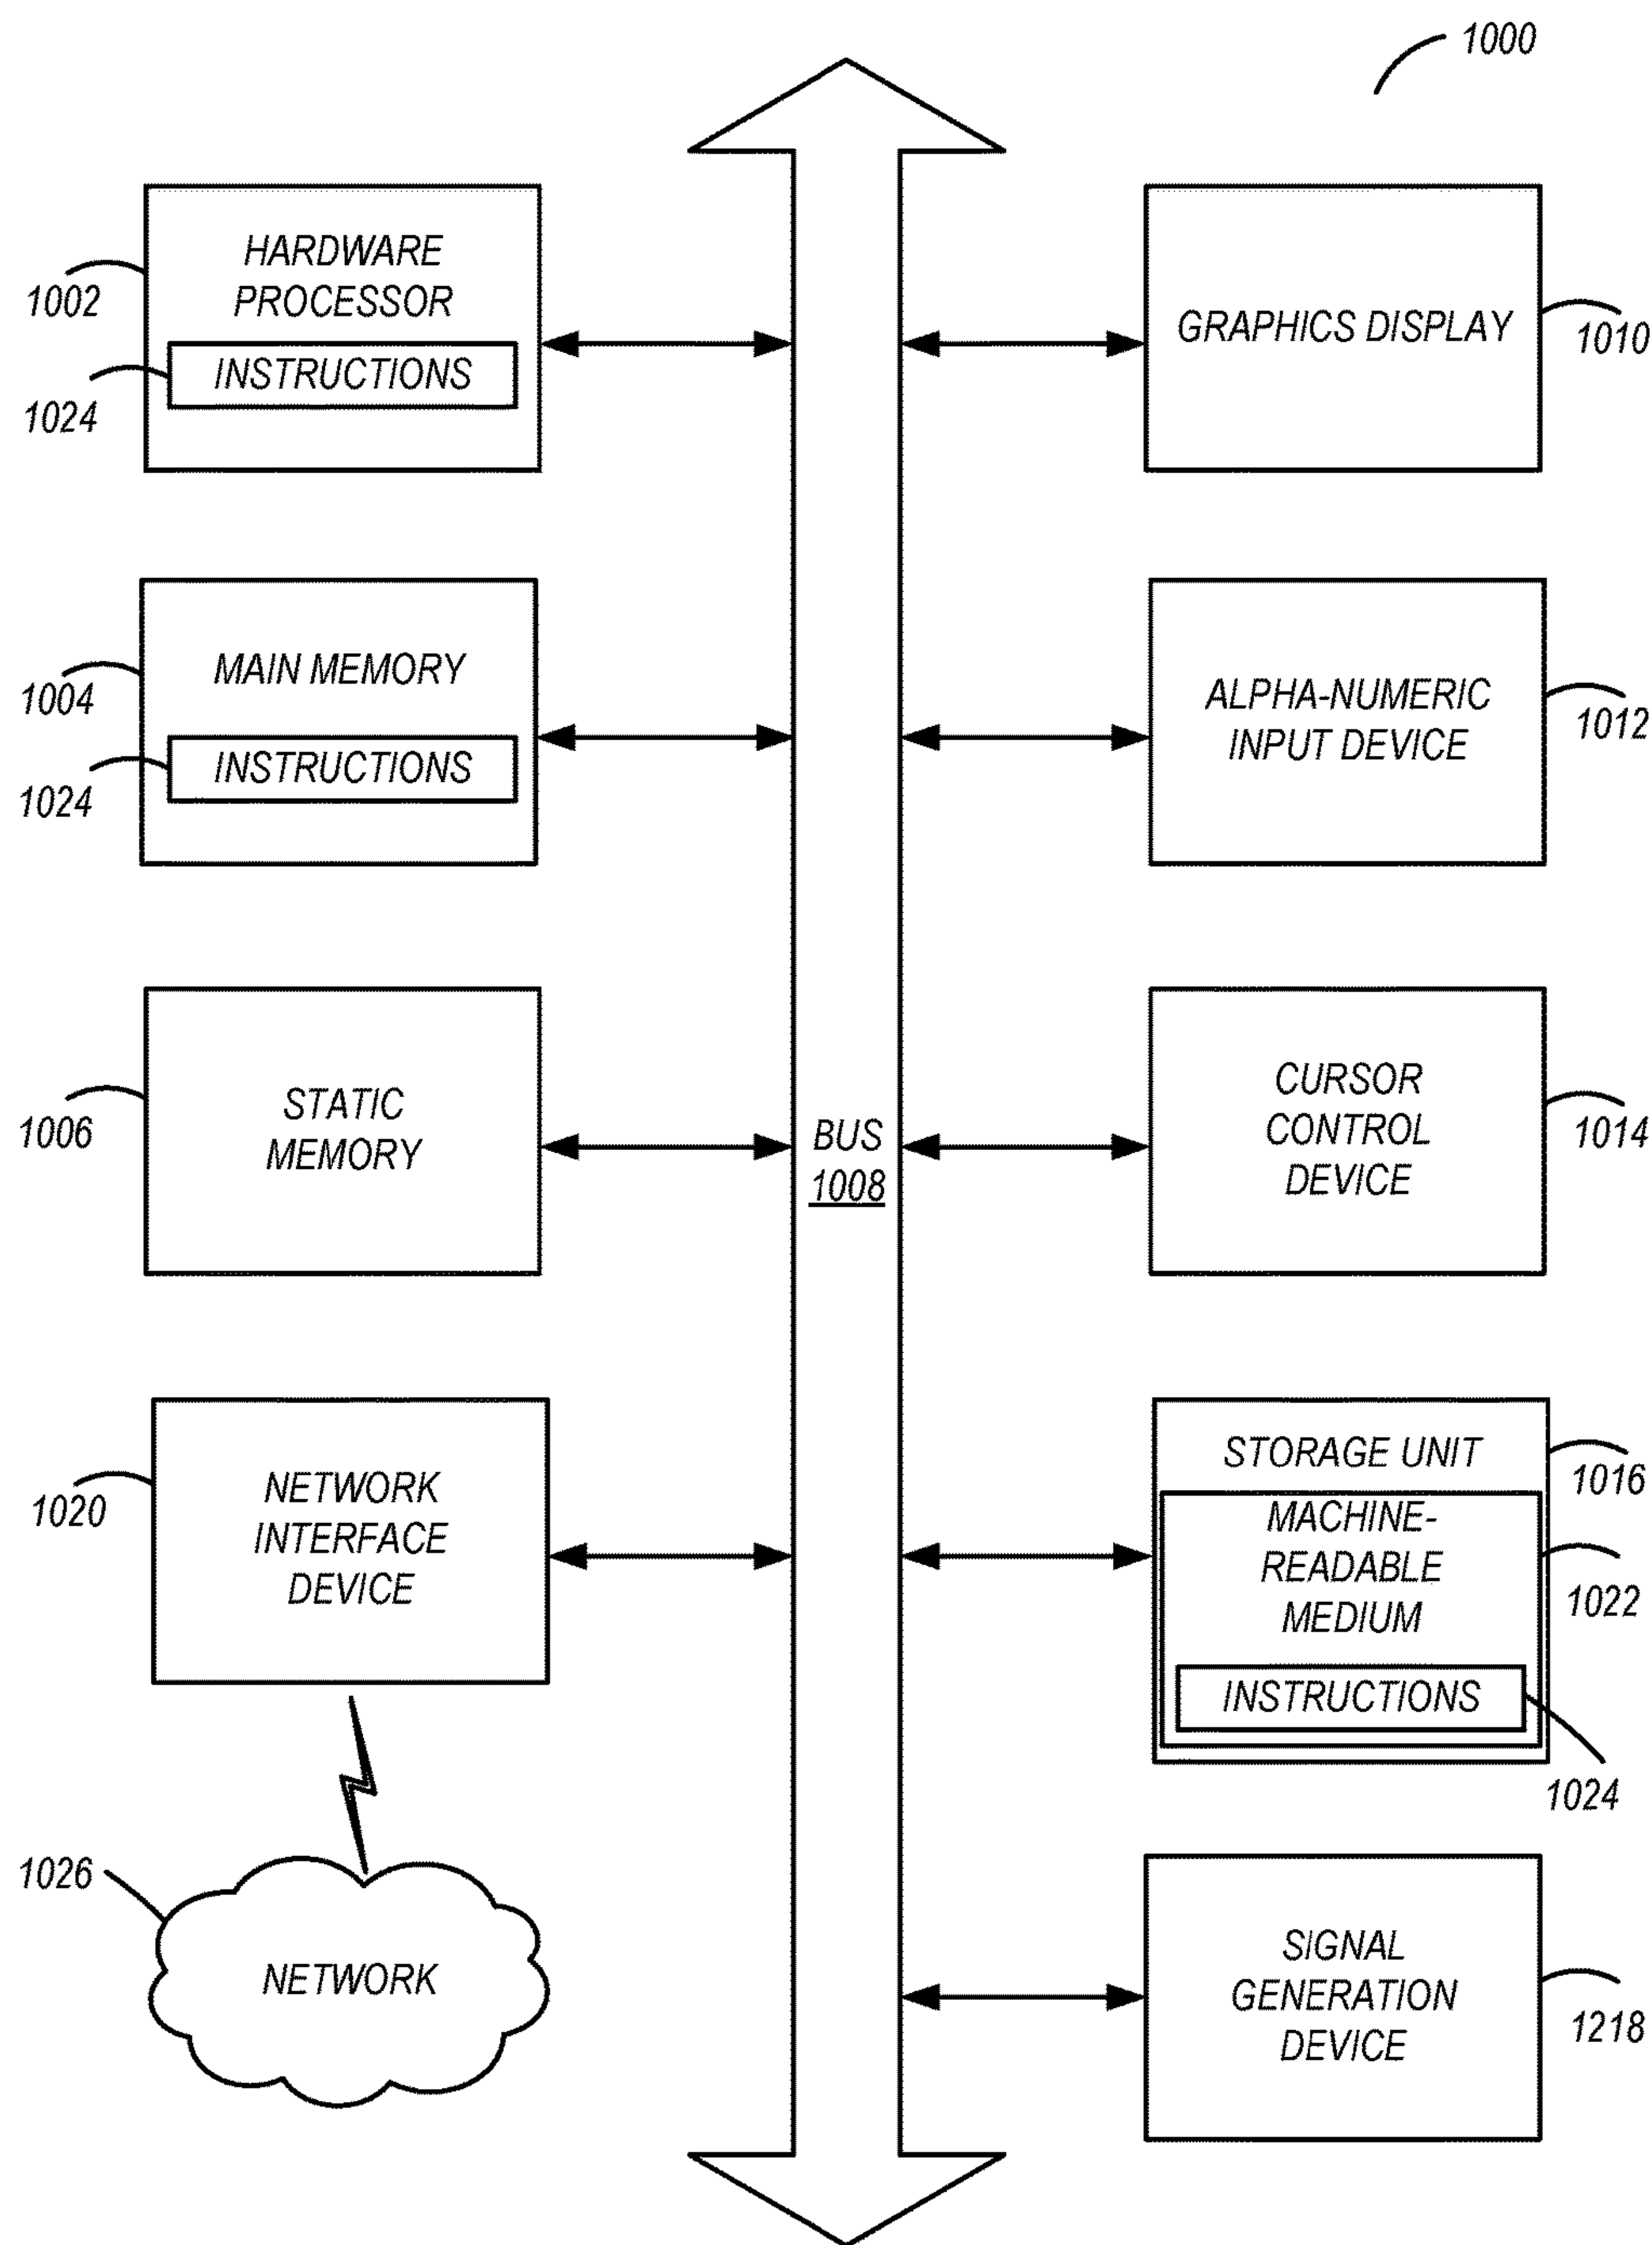 1000
HARDWARE
PROCESSOR
INSTRUCTIONS
1002
1024
GRAPHICS DISPLAY
1010
MAIN MEMORY
INSTRUCTIONS
1004
1024
ALPHA-NUMERIC
INPUT DEVICE
1012
STATIC
MEMORY
1006
BUS
1008
CURSOR
CONTROL
DEVICE
1014
NETWORK
INTERFACE
DEVICE
1020
STORAGE UNIT
1016
MACHINE-
READABLE
MEDIUM
1022
INSTRUCTIONS
1024
1026
NETWORK
SIGNAL
GENERATION
DEVICE
1218